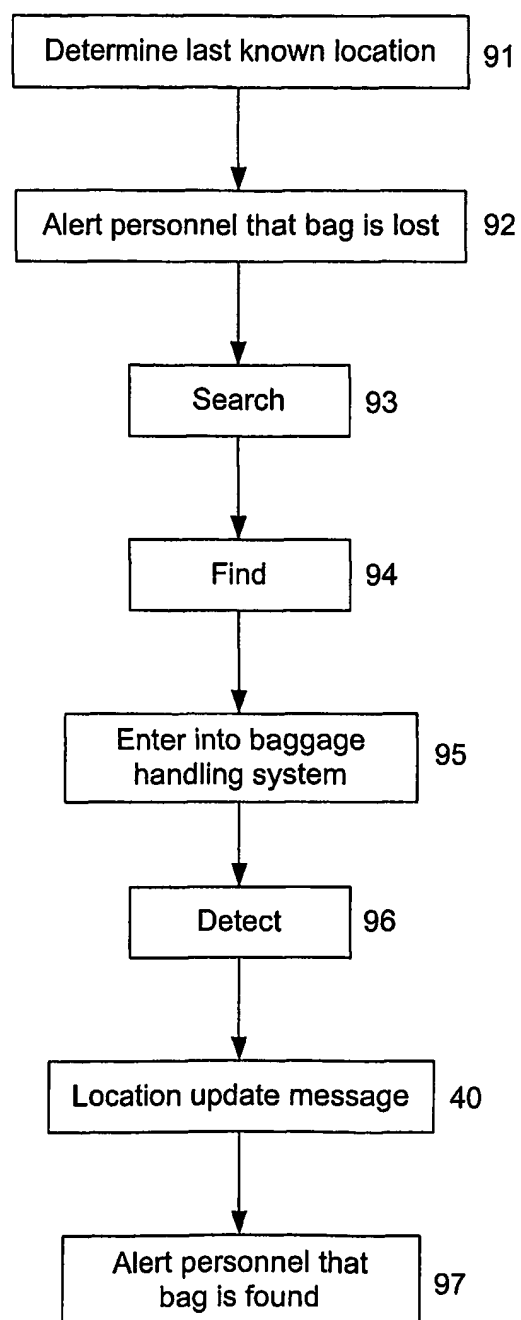 Determine last known location 91
Alert personnel that bag is lost 92
Search 93
Find 94
Enter into baggage
handling system 95
Detect 96
Location update message 40
Alert personnel that
bag is found 97